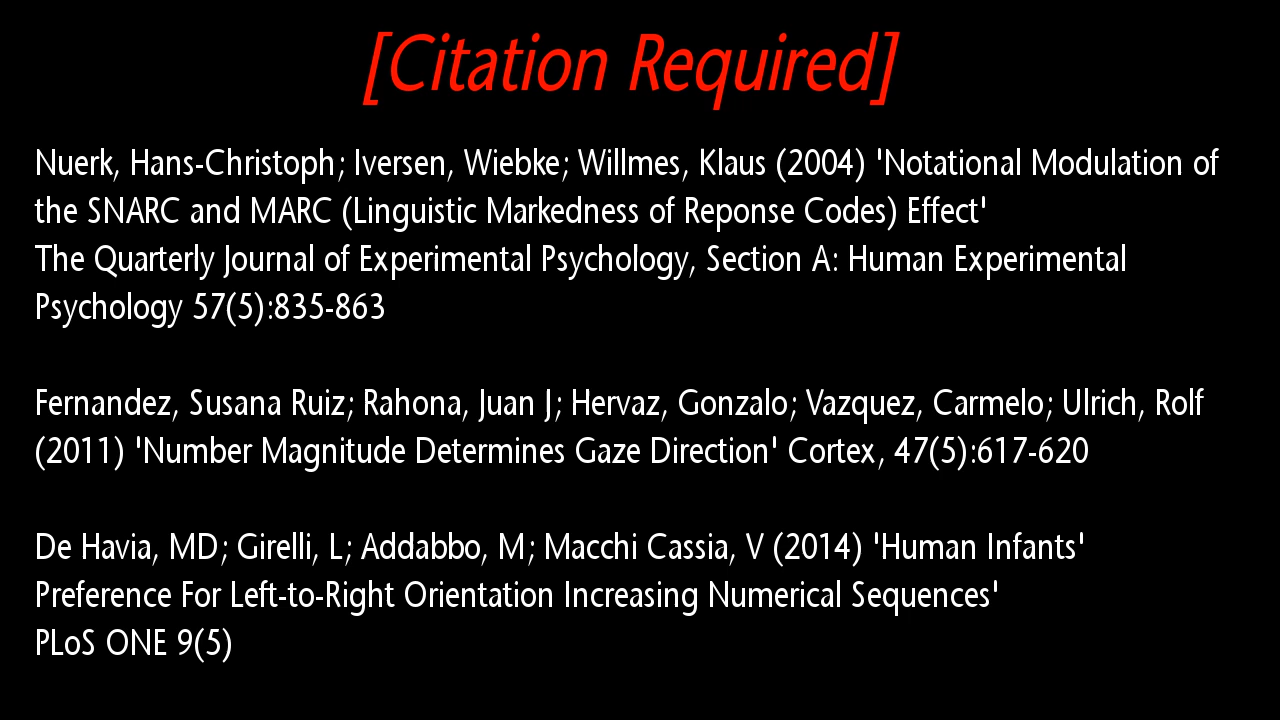 [Citation Required]
Nuerk, Hans-Christoph; Iversen, Wiebke; Willmes, Klaus (2004) 'Notational Modulation of
the SNARC and MARC (Linguistic Markedness of Reponse Codes) Effect'
The Quarterly Journal of Experimental Psychology, Section A: Human Experimental
Psychology 57(5):835-863
Fernandez, Susana Ruiz; Rahona, Juan J; Hervaz, Gonzalo; Vazquez, Carmelo; Ulrich, Rolf
(2011) 'Number Magnitude Determines Gaze Direction' Cortex, 47(5):617-620
De Havia, MD; Girelli, L; Addabbo, M; Macchi Cassia, V (2014) 'Human Infants'
Preference For Left-to-Right Orientation Increasing Numerical Sequences'
PLoS ONE 9(5)